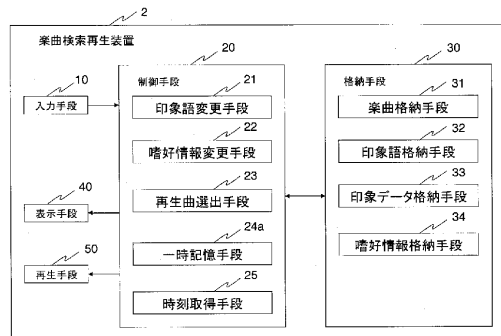 2
楽曲検索再生装置
20
30
10
制御手段
21
格納手段
31
入力手段
印象語変更手段
楽曲格納手段
22
32
嗜好情報変更手段
印象語格納手段
40
23
33
表示手段
再生曲選出手段
印象データ格納手段
50
24a
34
再生手段
一時記憶手段
嗜好情報格納手段
25
時刻取得手段